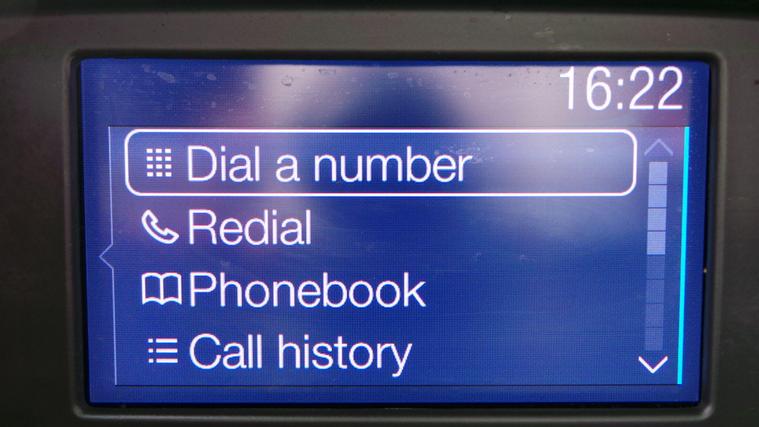 16:22
Dial a number
Redial
Phonebook
Call history